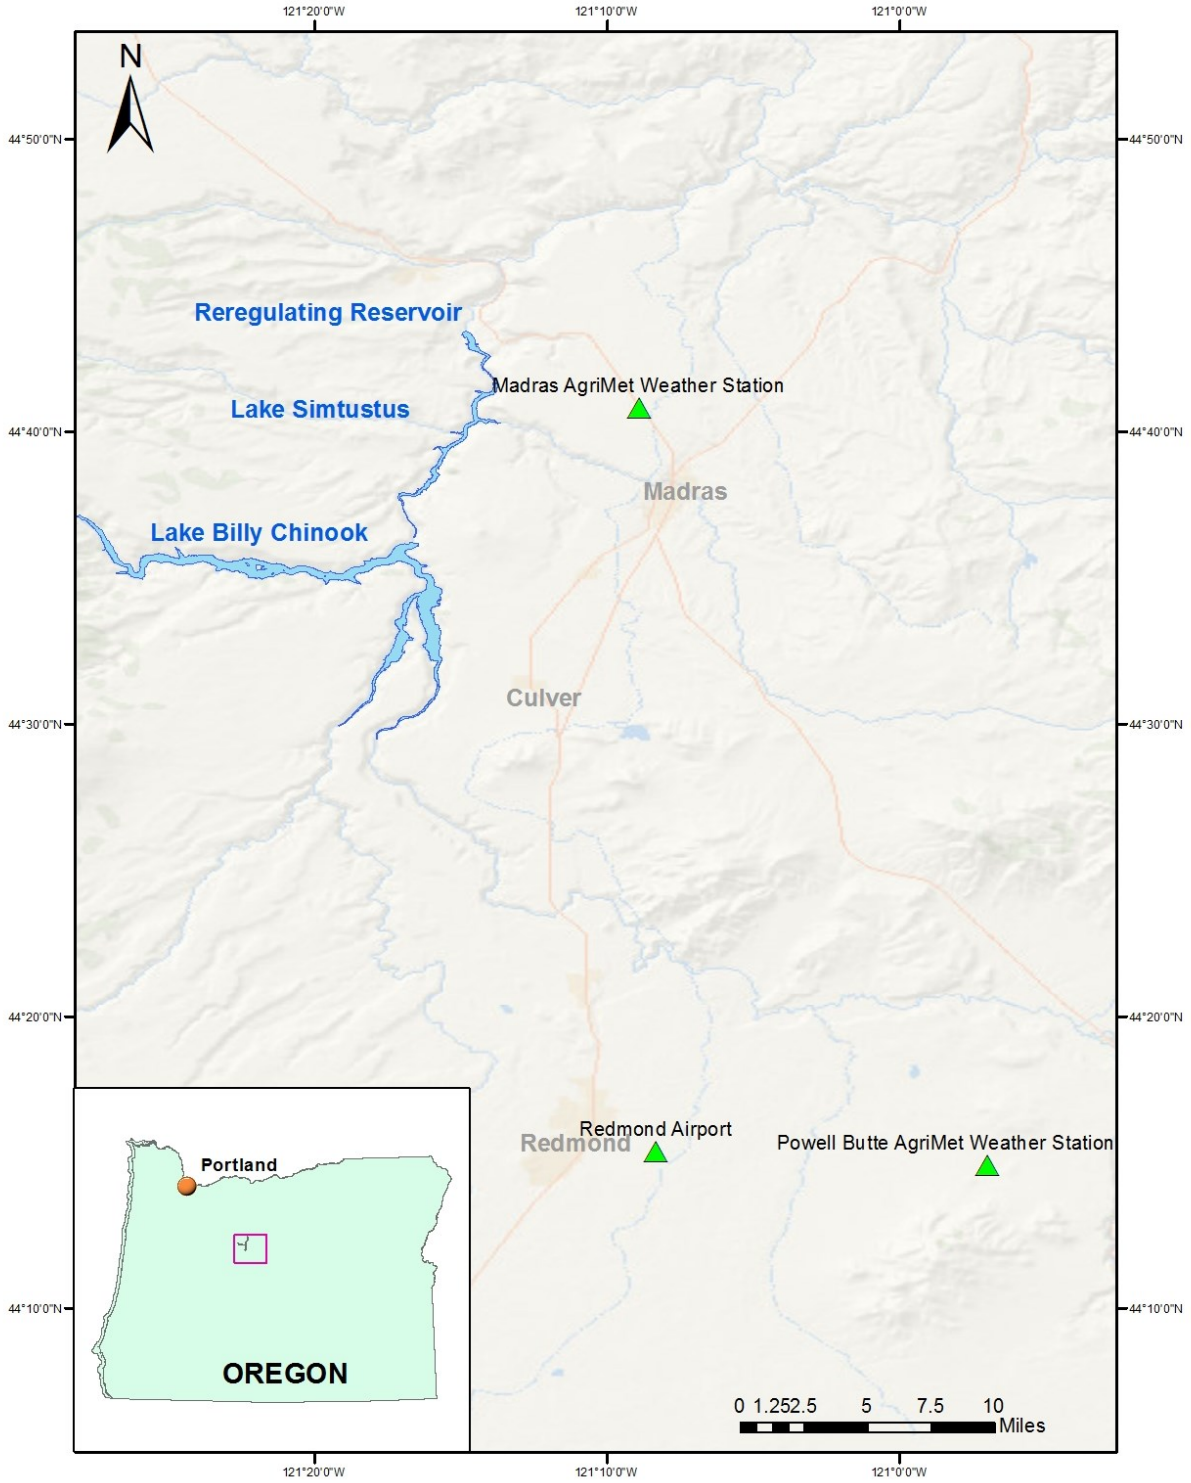 121°20'0"W
121°10'0"W
121°0'0"W
N
44°50'0"N
44°50'0"N
Reregulating Reservoir
Madras AgriMet Weather Station
Lake Simtustus
44°40'0"N
44°40'0"N
Madras
Lake Billy Chinook
Culver
44°30'0"N
44°30'0"N
44°20'0"N
44°20'0"N
Redmond Airport
Redmond
Powell Butte AgriMet Weather Station
Portland
44°10'0"N
44°10'0"N
OREGON
0 1.252.5 5 7.5 10
Miles
121°20'0"W
121°10'0"W
121°0'0"W